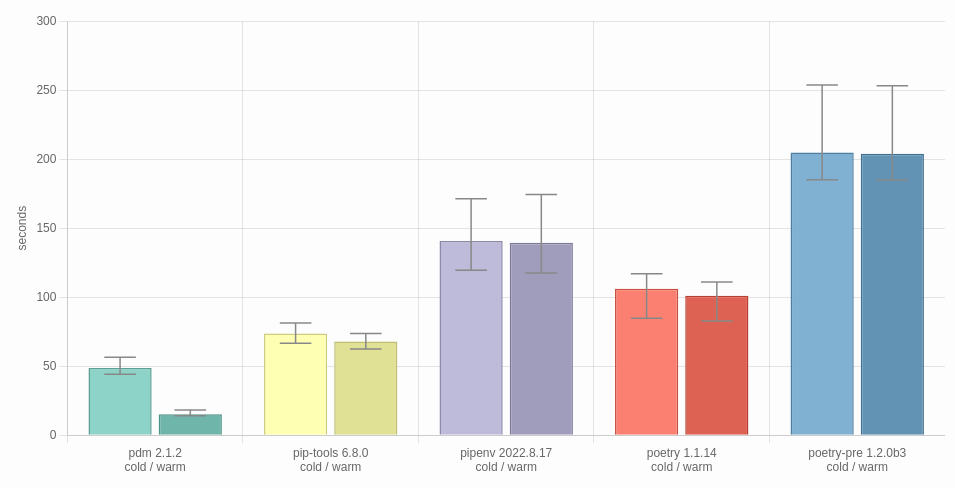 300
250
200
150
100
50
0
seconds
pdm 2.1.2
cold / warm
pip-tools 6.8.0
cold / warm
pipenv 2022.8.17
cold / warm
poetry 1.1.14
cold / warm
poetry-pre 1.2.0b3
cold / warm